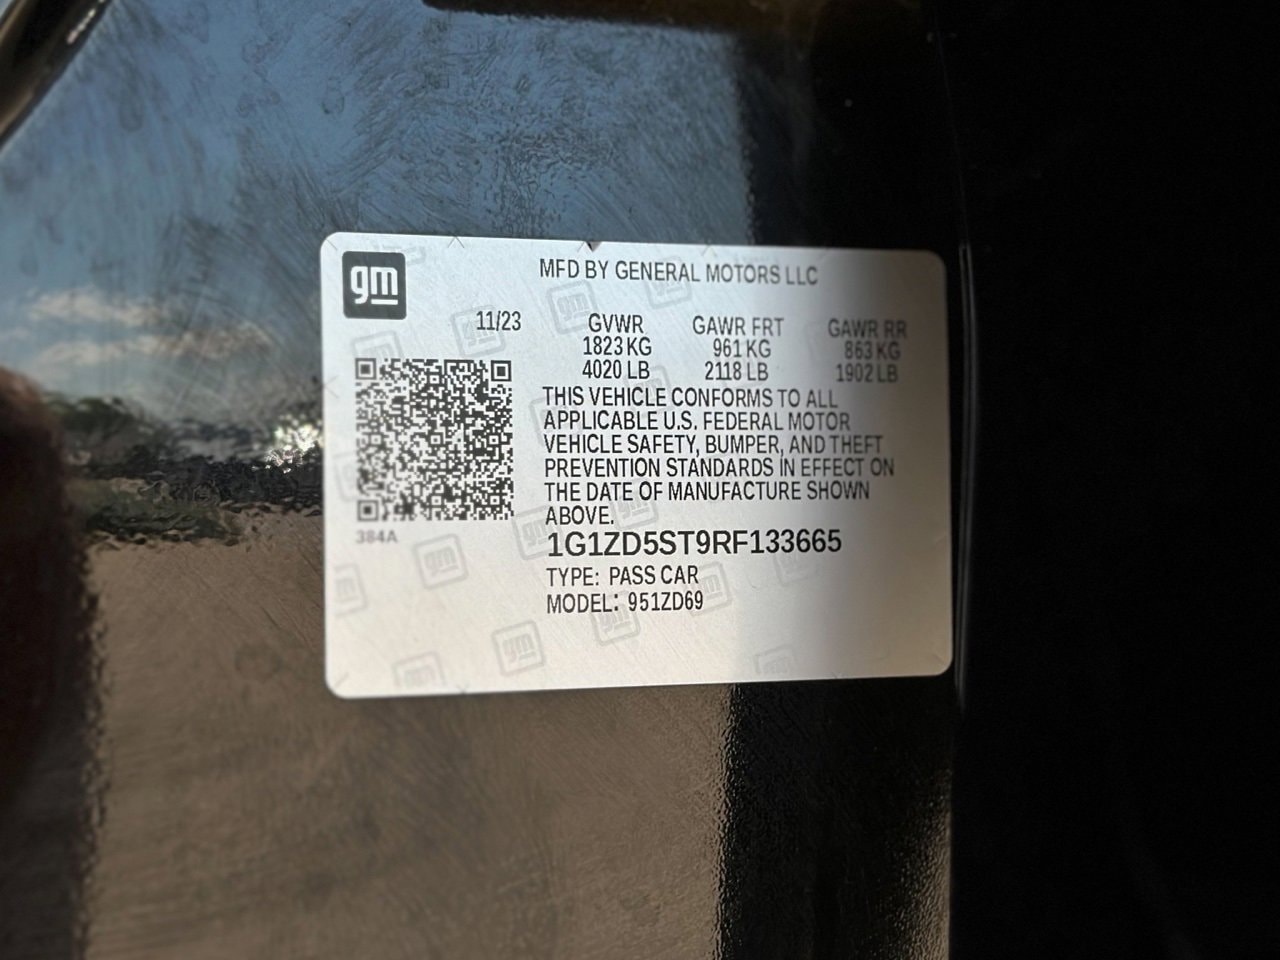 gm
MFD BY GENERAL MOTORS LLC
11/23 GVWR GAWR FRT GAWR RR
1823 KG 961 KG 863 KG
4020 LB 2118 LB 1902 LB
THIS VEHICLE CONFORMS TO ALL
APPLICABLE U.S. FEDERAL MOTOR
VEHICLE SAFETY, BUMPER, AND THEFT
PREVENTION STANDARDS IN EFFECT ON
THE DATE OF MANUFACTURE SHOWN
ABOVE.
384A
1G1ZD5ST9RF133665
TYPE: PASS CAR
MODEL: 951ZD69